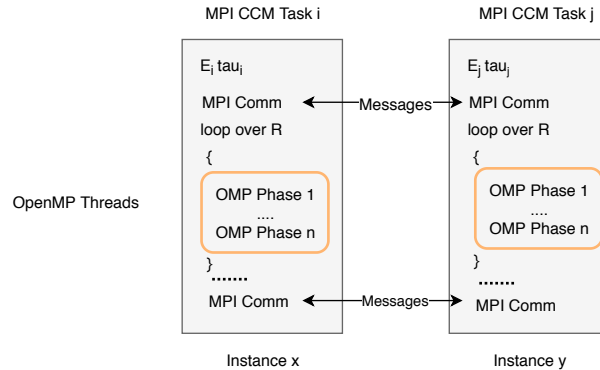 MPI CCM Task i
E_i tau_i
MPI Comm
loop over R
{
OMP Phase 1
....
OMP Phase n
}
.......
MPI Comm
Instance x
OpenMP Threads
Messages
Messages
MPI CCM Task j
E_j tau_j
MPI Comm
loop over R
{
OMP Phase 1
....
OMP Phase n
}
.......
MPI Comm
Instance y